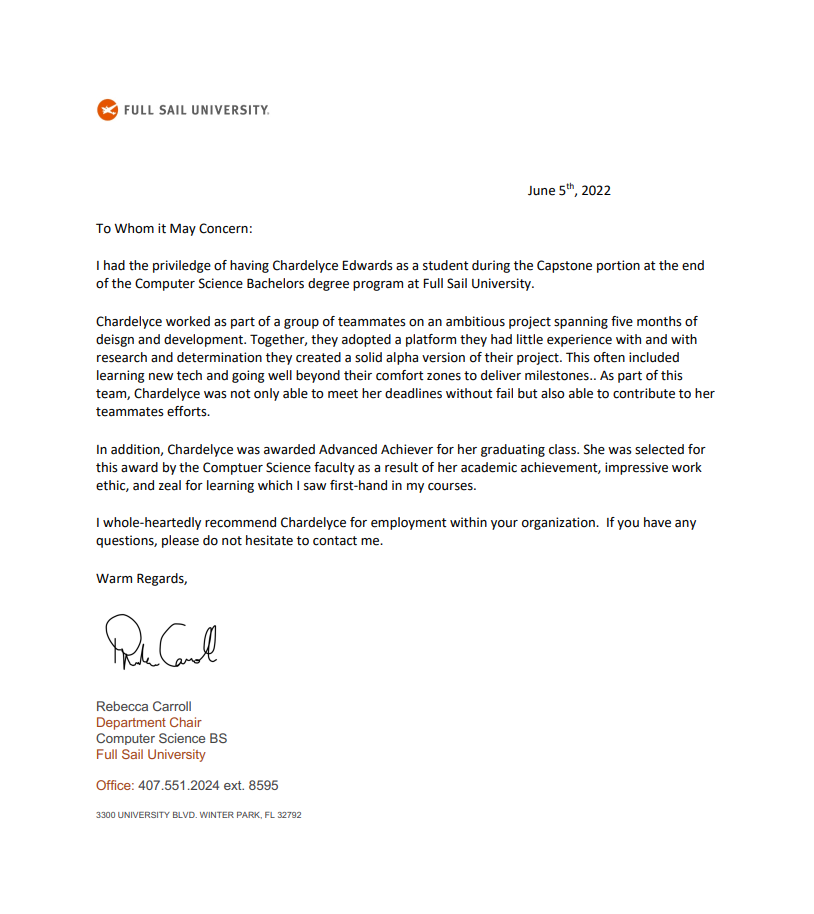 FULL SAIL UNIVERSITY.
June 5th, 2022
To Whom it May Concern:
I had the priviledge of having Chardelyce Edwards as a student during the Capstone portion at the end
of the Computer Science Bachelors degree program at Full Sail University.
Chardelyce worked as part of a group of teammates on an ambitious project spanning five months of
deisgn and development. Together, they adopted a platform they had little experience with and with
research and determination they created a solid alpha version of their project. This often included
learning new tech and going well beyond their comfort zones to deliver milestones.. As part of this
team, Chardelyce was not only able to meet her deadlines without fail but also able to contribute to her
teammates efforts.
In addition, Chardelyce was awarded Advanced Achiever for her graduating class. She was selected for
this award by the Comptuer Science faculty as a result of her academic achievement, impressive work
ethic, and zeal for learning which I saw first-hand in my courses.
I whole-heartedly recommend Chardelyce for employment within your organization.  If you have any
questions, please do not hesitate to contact me.
Warm Regards,
Rebecca Carroll
Department Chair
Computer Science BS
Full Sail University
Office: 407.551.2024 ext. 8595
3300 UNIVERSITY BLVD. WINTER PARK, FL 32792